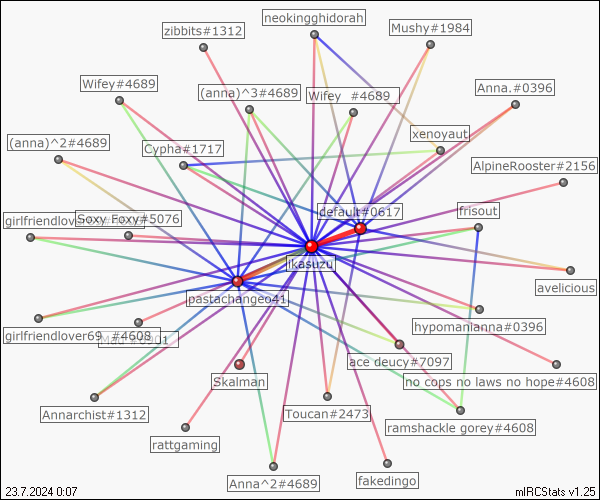 neokingghidorah
zibbits#1312
Mushy#1984
Wifey#4689
(anna)^3#4689
Wifey #4689
Anna.#0396
xenoyaut
(anna)^2#4689
Cypha#1717
AlpineRooster#2156
default#0617
frisout
girlfriendlover
Soxy Foxy#5076
ikasuzu
avelicious
pastachangeo41
hypomanianna#0396
girlfriendlover69_#4608
ace deucy#7097
Skalman
no cops no laws no hope#4608
Annarchist#1312
Toucan#2473
ramshackle gorey#4608
rattgaming
Anna^2#4689
fakedingo
23.7.2024 0:07
mIRCStats v1.25